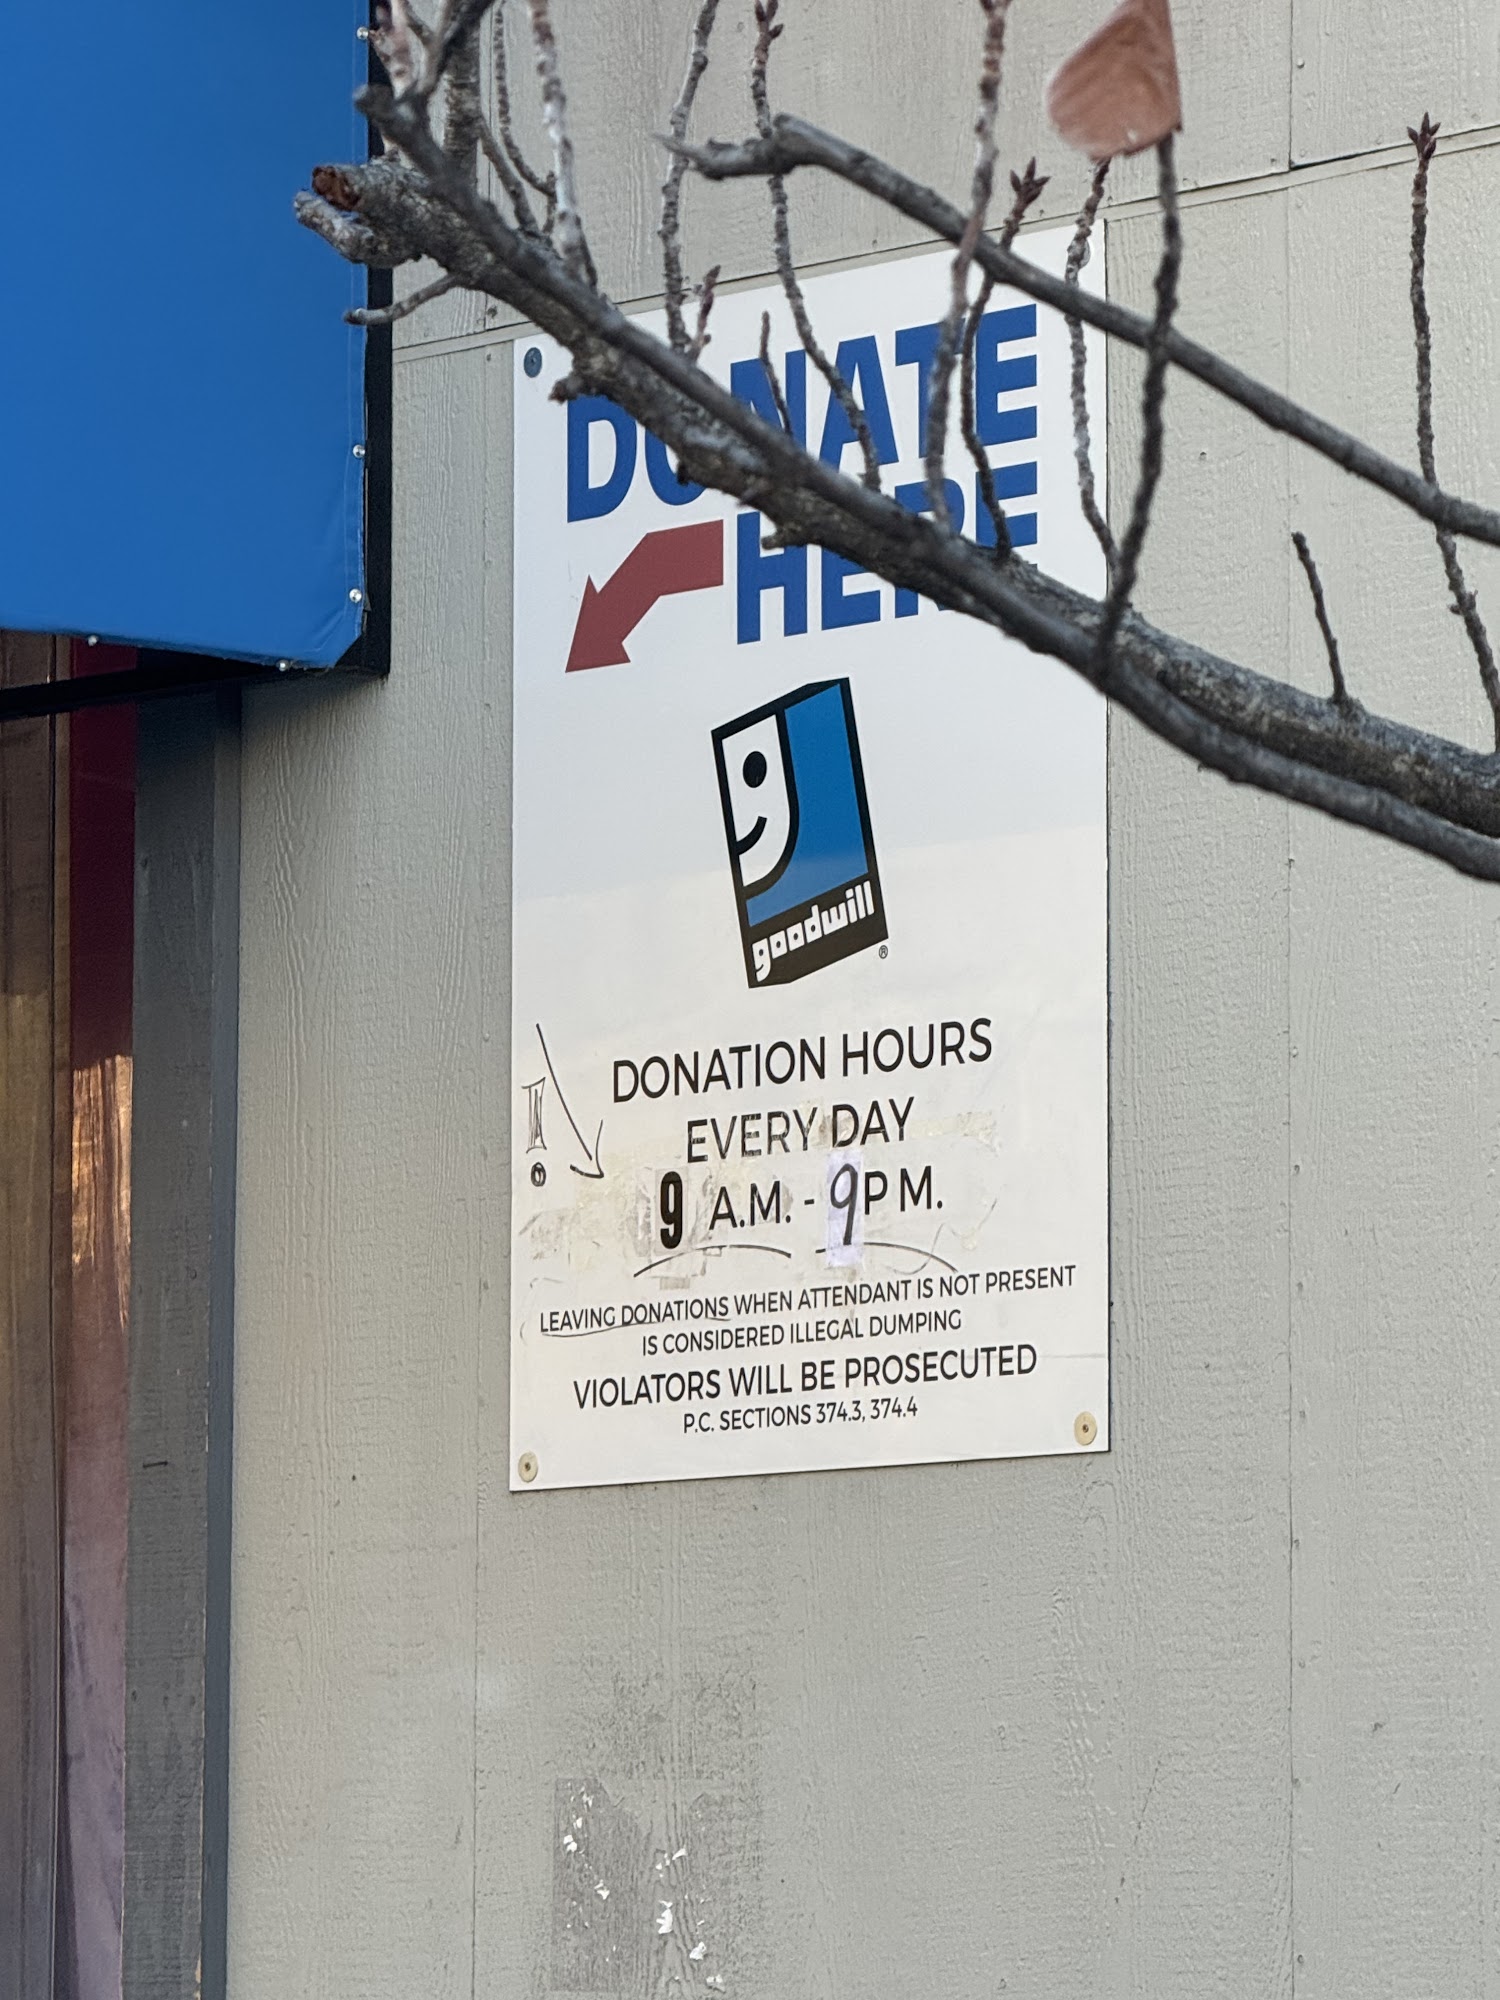 DONATE
HERE
goodwill
®
DONATION HOURS
EVERY DAY
9 A.M. - 9P M.
LEAVING DONATIONS WHEN ATTENDANT IS NOT PRESENT
IS CONSIDERED ILLEGAL DUMPING
VIOLATORS WILL BE PROSECUTED
P.C. SECTIONS 374.3, 374.4